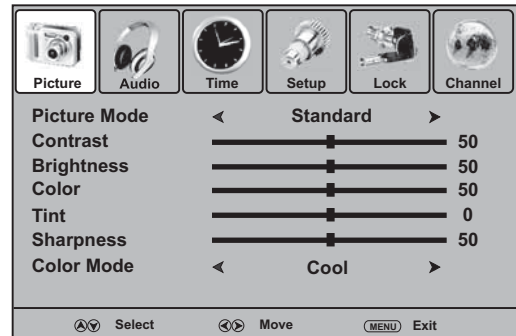 Picture Audio Time Setup Lock Channel
Picture Mode Standard
Contrast 50
Brightness 50
Color 50
Tint 0
Sharpness 50
Color Mode Cool
Select Move MENU Exit